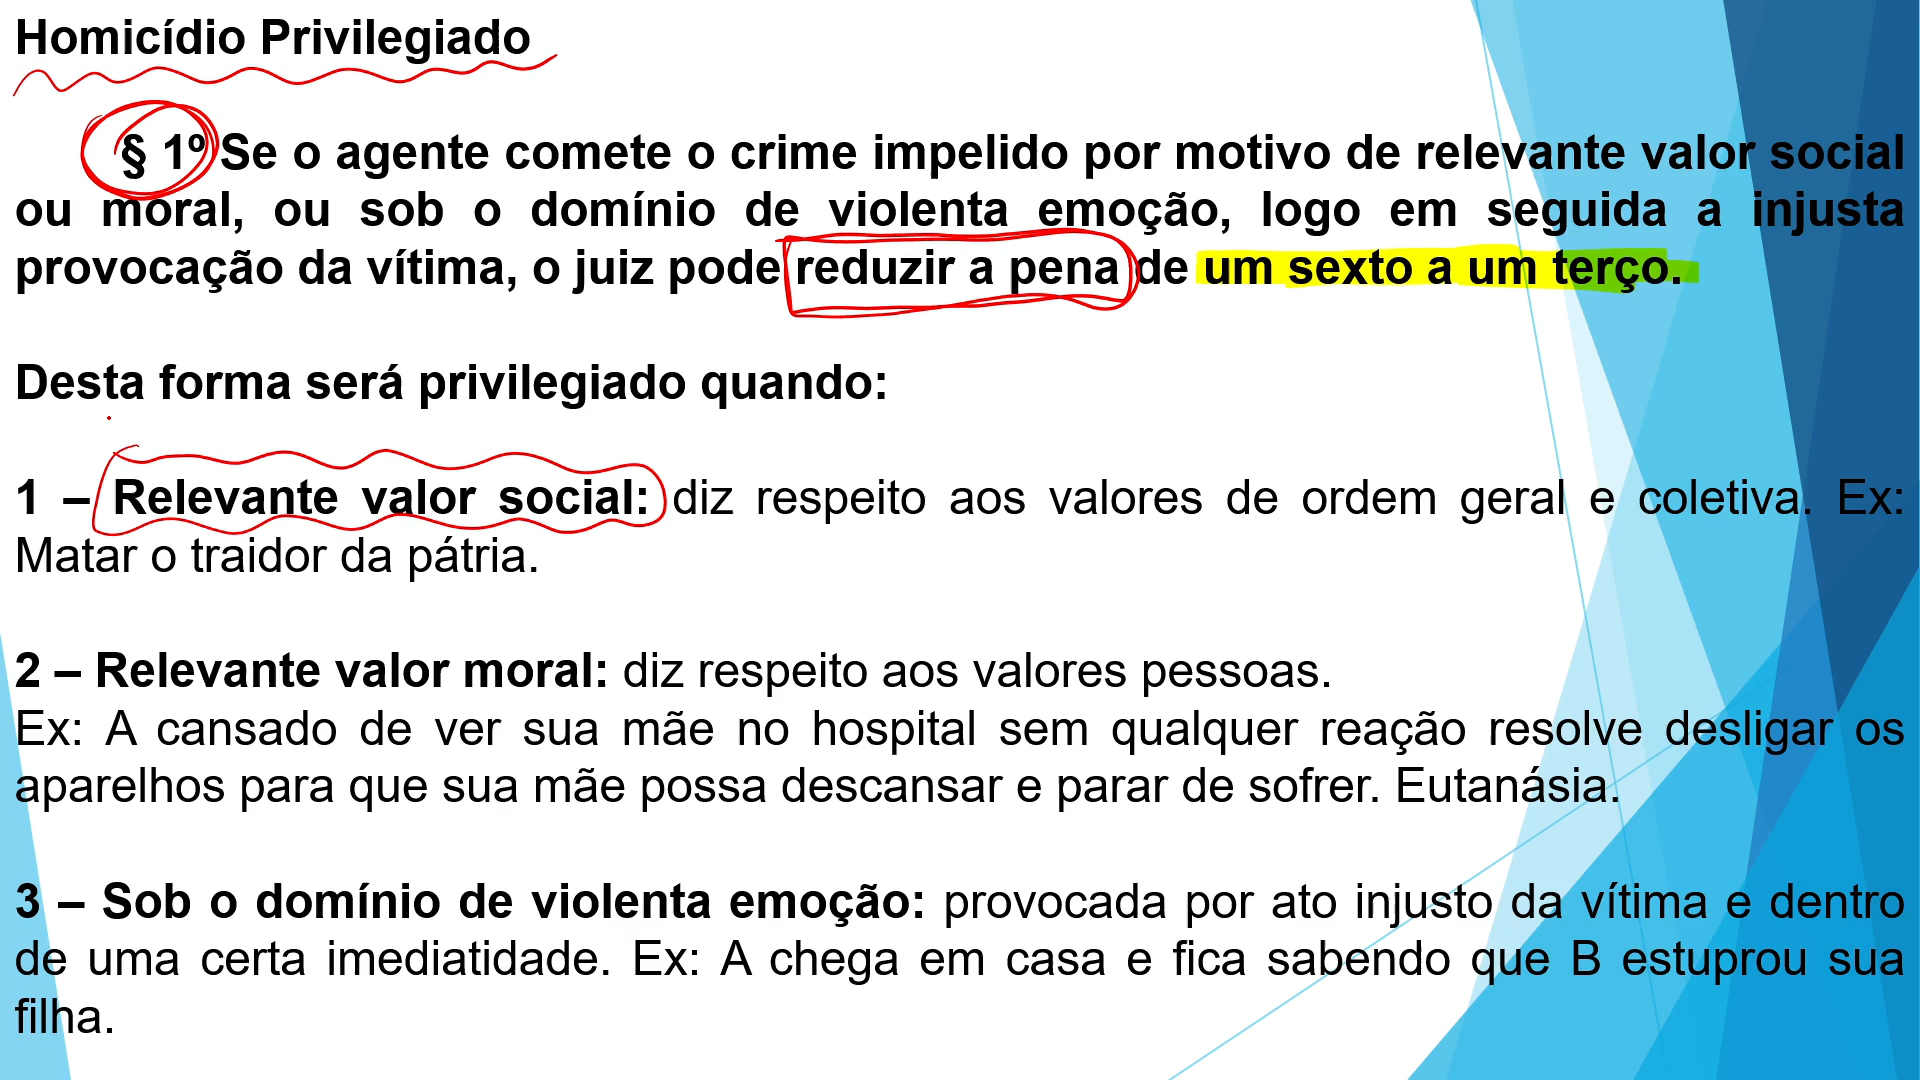 Homicídio Privilegiado
§ 1º Se o agente comete o crime impelido por motivo de relevante valor social
ou moral, ou sob o domínio de violenta emoção, logo em seguida a injusta
provocação da vítima, o juiz pode reduzir a pena de um sexto a um terço.
Desta forma será privilegiado quando:
1 – Relevante valor social: diz respeito aos valores de ordem geral e coletiva. Ex:
Matar o traidor da pátria.
2 – Relevante valor moral: diz respeito aos valores pessoas.
Ex: A cansado de ver sua mãe no hospital sem qualquer reação resolve desligar os
aparelhos para que sua mãe possa descansar e parar de sofrer. Eutanásia.
3 – Sob o domínio de violenta emoção: provocada por ato injusto da vítima e dentro
de uma certa imediatidade. Ex: A chega em casa e fica sabendo que B estuprou sua
filha.